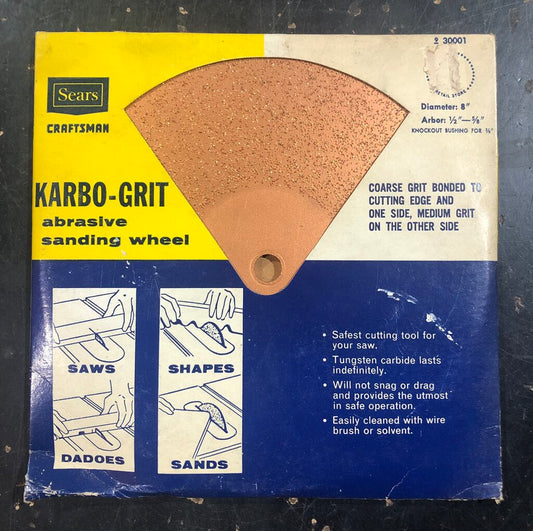 9 30001
RETAIL STORE
Sears
CRAFTSMAN
Diameter: 8"
Arbor: ½"—⅝"
KNOCKOUT BUSHING FOR ⅝"
KARBO-GRIT
abrasive
sanding wheel
COARSE GRIT BONDED TO
CUTTING EDGE AND
ONE SIDE, MEDIUM GRIT
ON THE OTHER SIDE
SAWS
SHAPES
DADOES
SANDS
• Safest cutting tool for
your saw.
• Tungsten carbide lasts
indefinitely.
• Will not snag or drag
and provides the utmost
in safe operation.
• Easily cleaned with wire
brush or solvent.